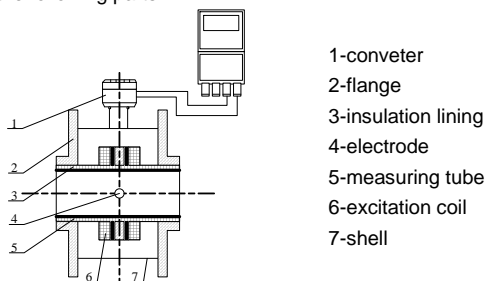 1-conveter
2-flange
3-insulation lining
4-electrode
5-measuring tube
6-excitation coil
7-shell
1
2
3
4
5
6 7